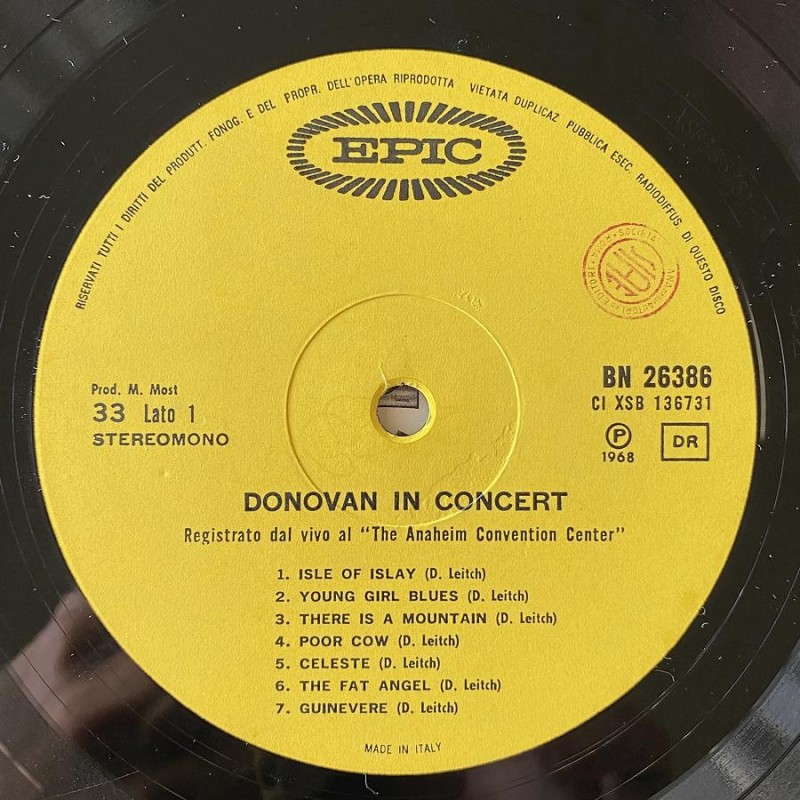 RISERVATI TUTTI I DIRITTI DEL PRODUTT. FONOG. E DEL PROPR. DELL'OPERA RIPRODOTTA VIETATA DUPLICAZ PUBBLICA ESEC. RADIODIFFUS. DI QUESTO DISCO
EPIC
SOCIETÀ
Prod. M. Most
33 Lato 1
STEREOMONO
BN 26386
CI XSB 136731
Ⓟ
1968
DR
DONOVAN IN CONCERT
Registrato dal vivo al "The Anaheim Convention Center"
1. ISLE OF ISLAY (D. Leitch)
2. YOUNG GIRL BLUES (D. Leitch)
3. THERE IS A MOUNTAIN (D. Leitch)
4. POOR COW (D. Leitch)
5. CELESTE (D. Leitch)
6. THE FAT ANGEL (D. Leitch)
7. GUINEVERE (D. Leitch)
MADE IN ITALY